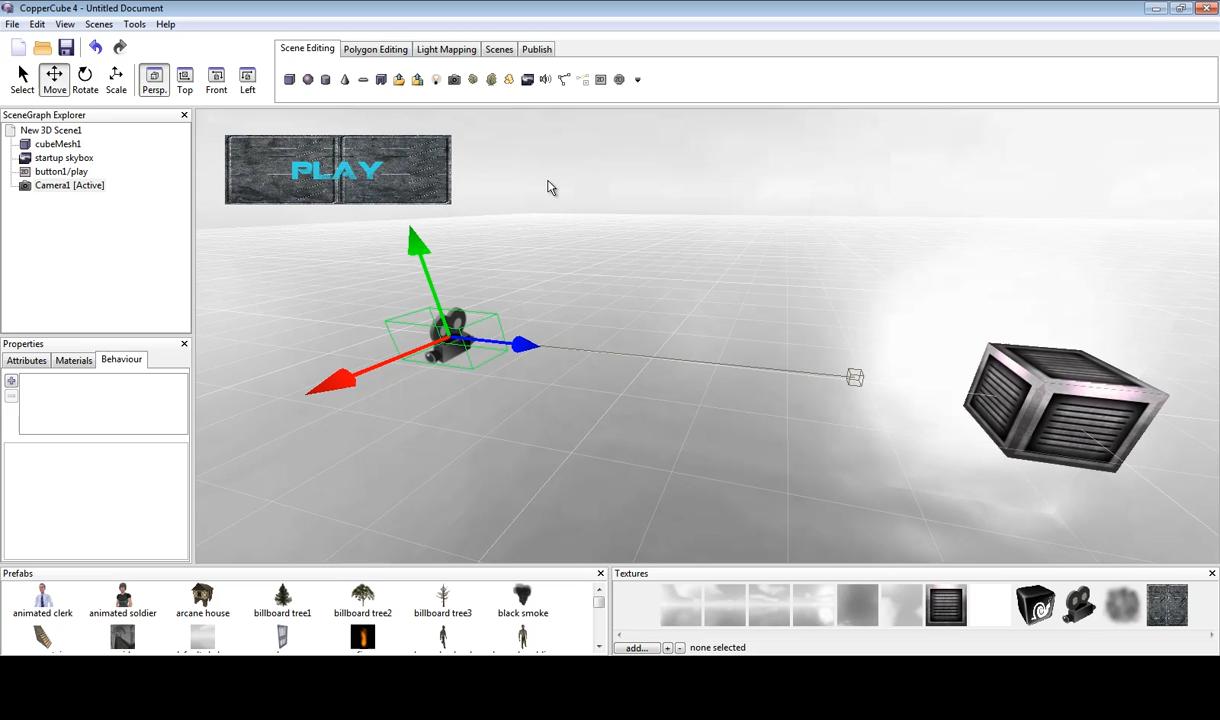 CopperCube 4 - Untitled Document
File Edit View Scenes Tools Help
Scene Editing Polygon Editing Light Mapping Scenes Publish
Select Move Rotate Scale Persp. Top Front Left
SceneGraph Explorer
New 3D Scene1
cubeMesh1
startup skybox
button1/play
Camera1 [Active]
PLAY
Properties
Attributes Materials Behaviour
Prefabs
animated clerk animated soldier arcane house billboard tree1 billboard tree2 billboard tree3 black smoke
Textures
add... + - none selected